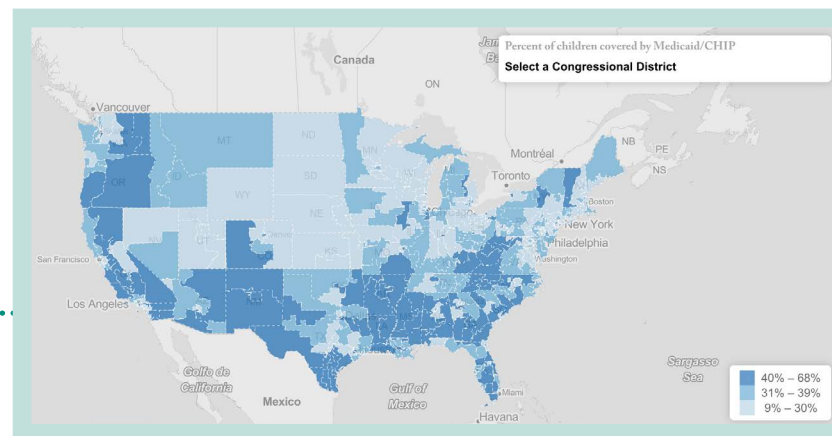 Percent of children covered by Medicaid/CHIP
Select a Congressional District
Canada
ON
Vancouver
NB
PE
NS
Montréal
Toronto
MT
ND
MN
OR
ID
SD
WY
Boston
NE
New York
Philadelphia
Washington
Denver
KS
San Francisco
Los Angeles
Golfo de
California
Mexico
Gulf of
Mexico
Miami
Havana
Sargasso
Sea
40% – 68%
31% – 39%
9% – 30%